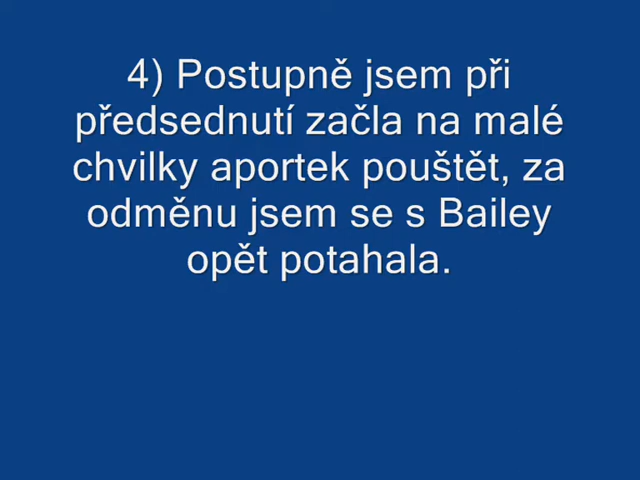 4) Postupně jsem při
předsednutí začla na malé
chvilky aportek pouštět, za
odměnu jsem se s Bailey
opět potahala.